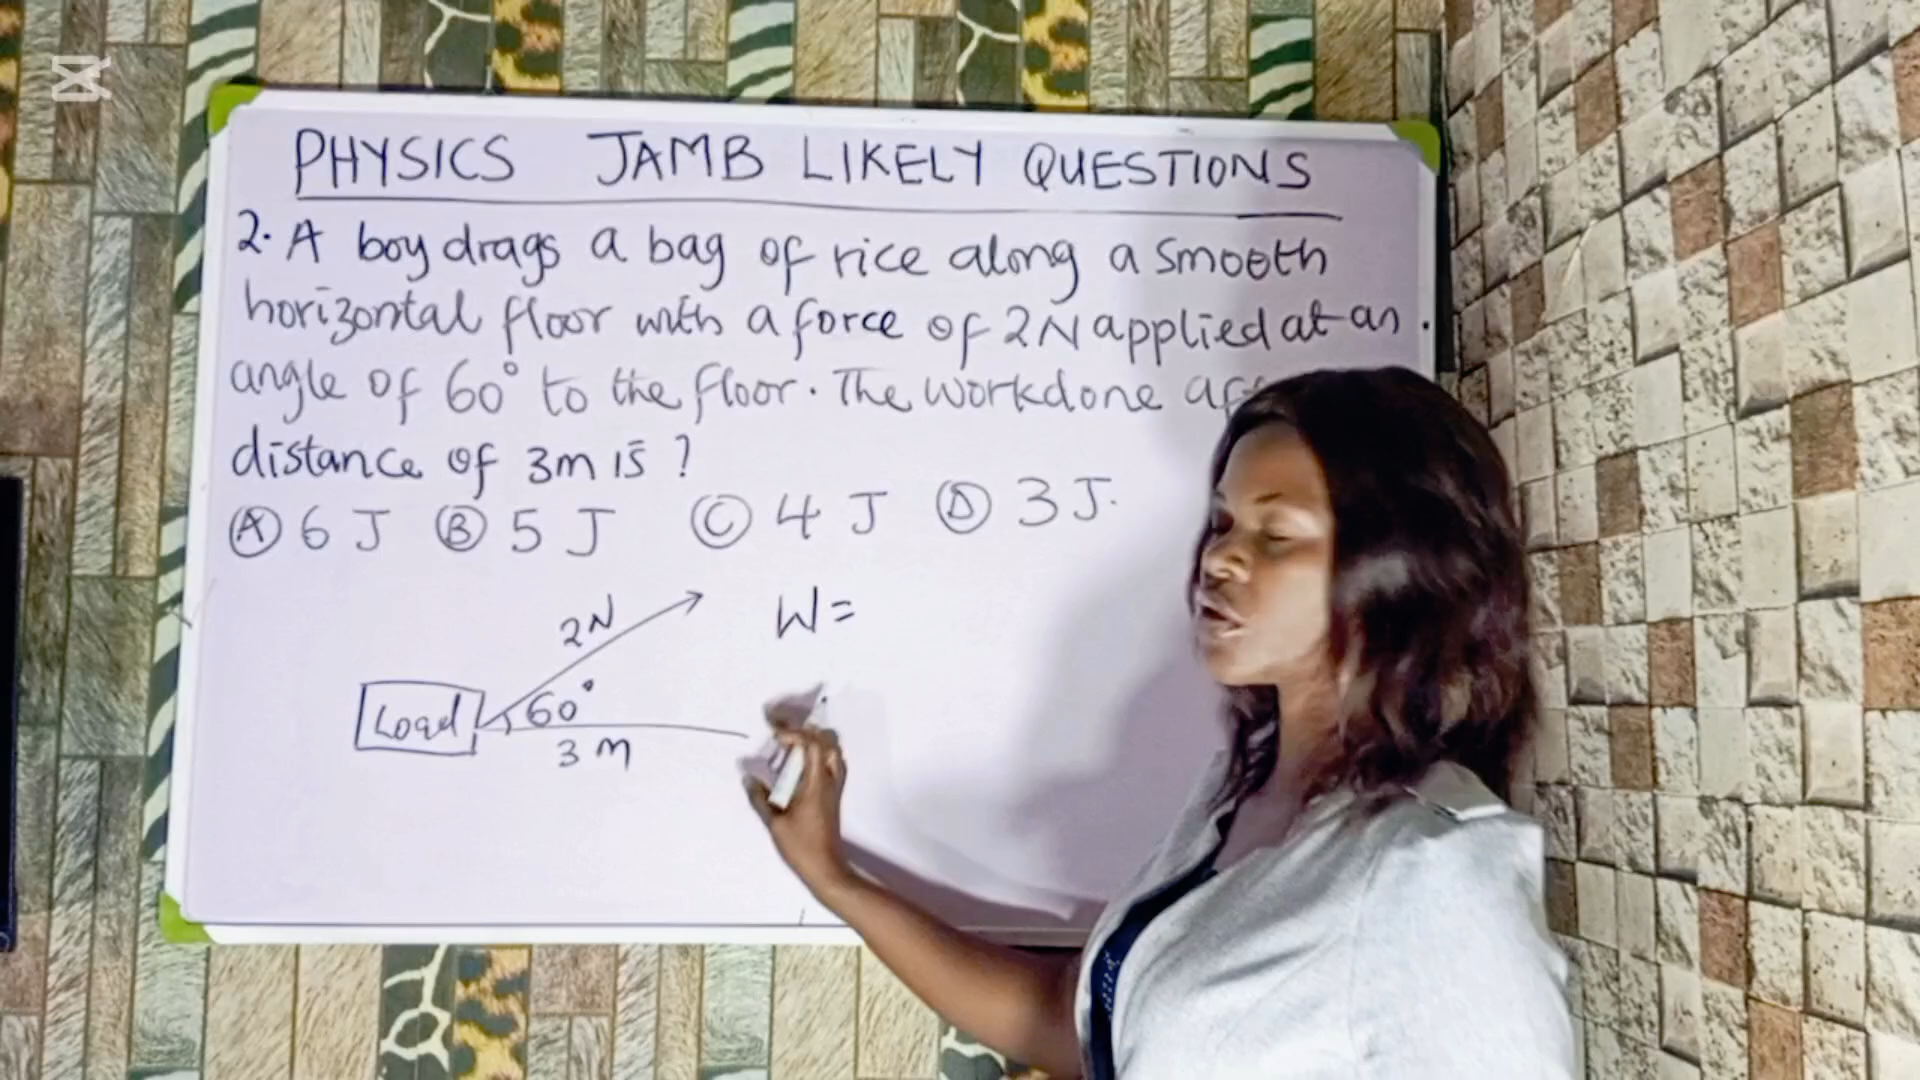 PHYSICS JAMB LIKELY QUESTIONS
2. A boy drags a bag of rice along a smooth
horizontal floor with a force of 2N applied at an
angle of 60° to the floor. The workdone
distance of 3m is ?
(A) 6 J (B) 5 J (C) 4 J (D) 3 J.
2N
W=
Load 60°
3 m